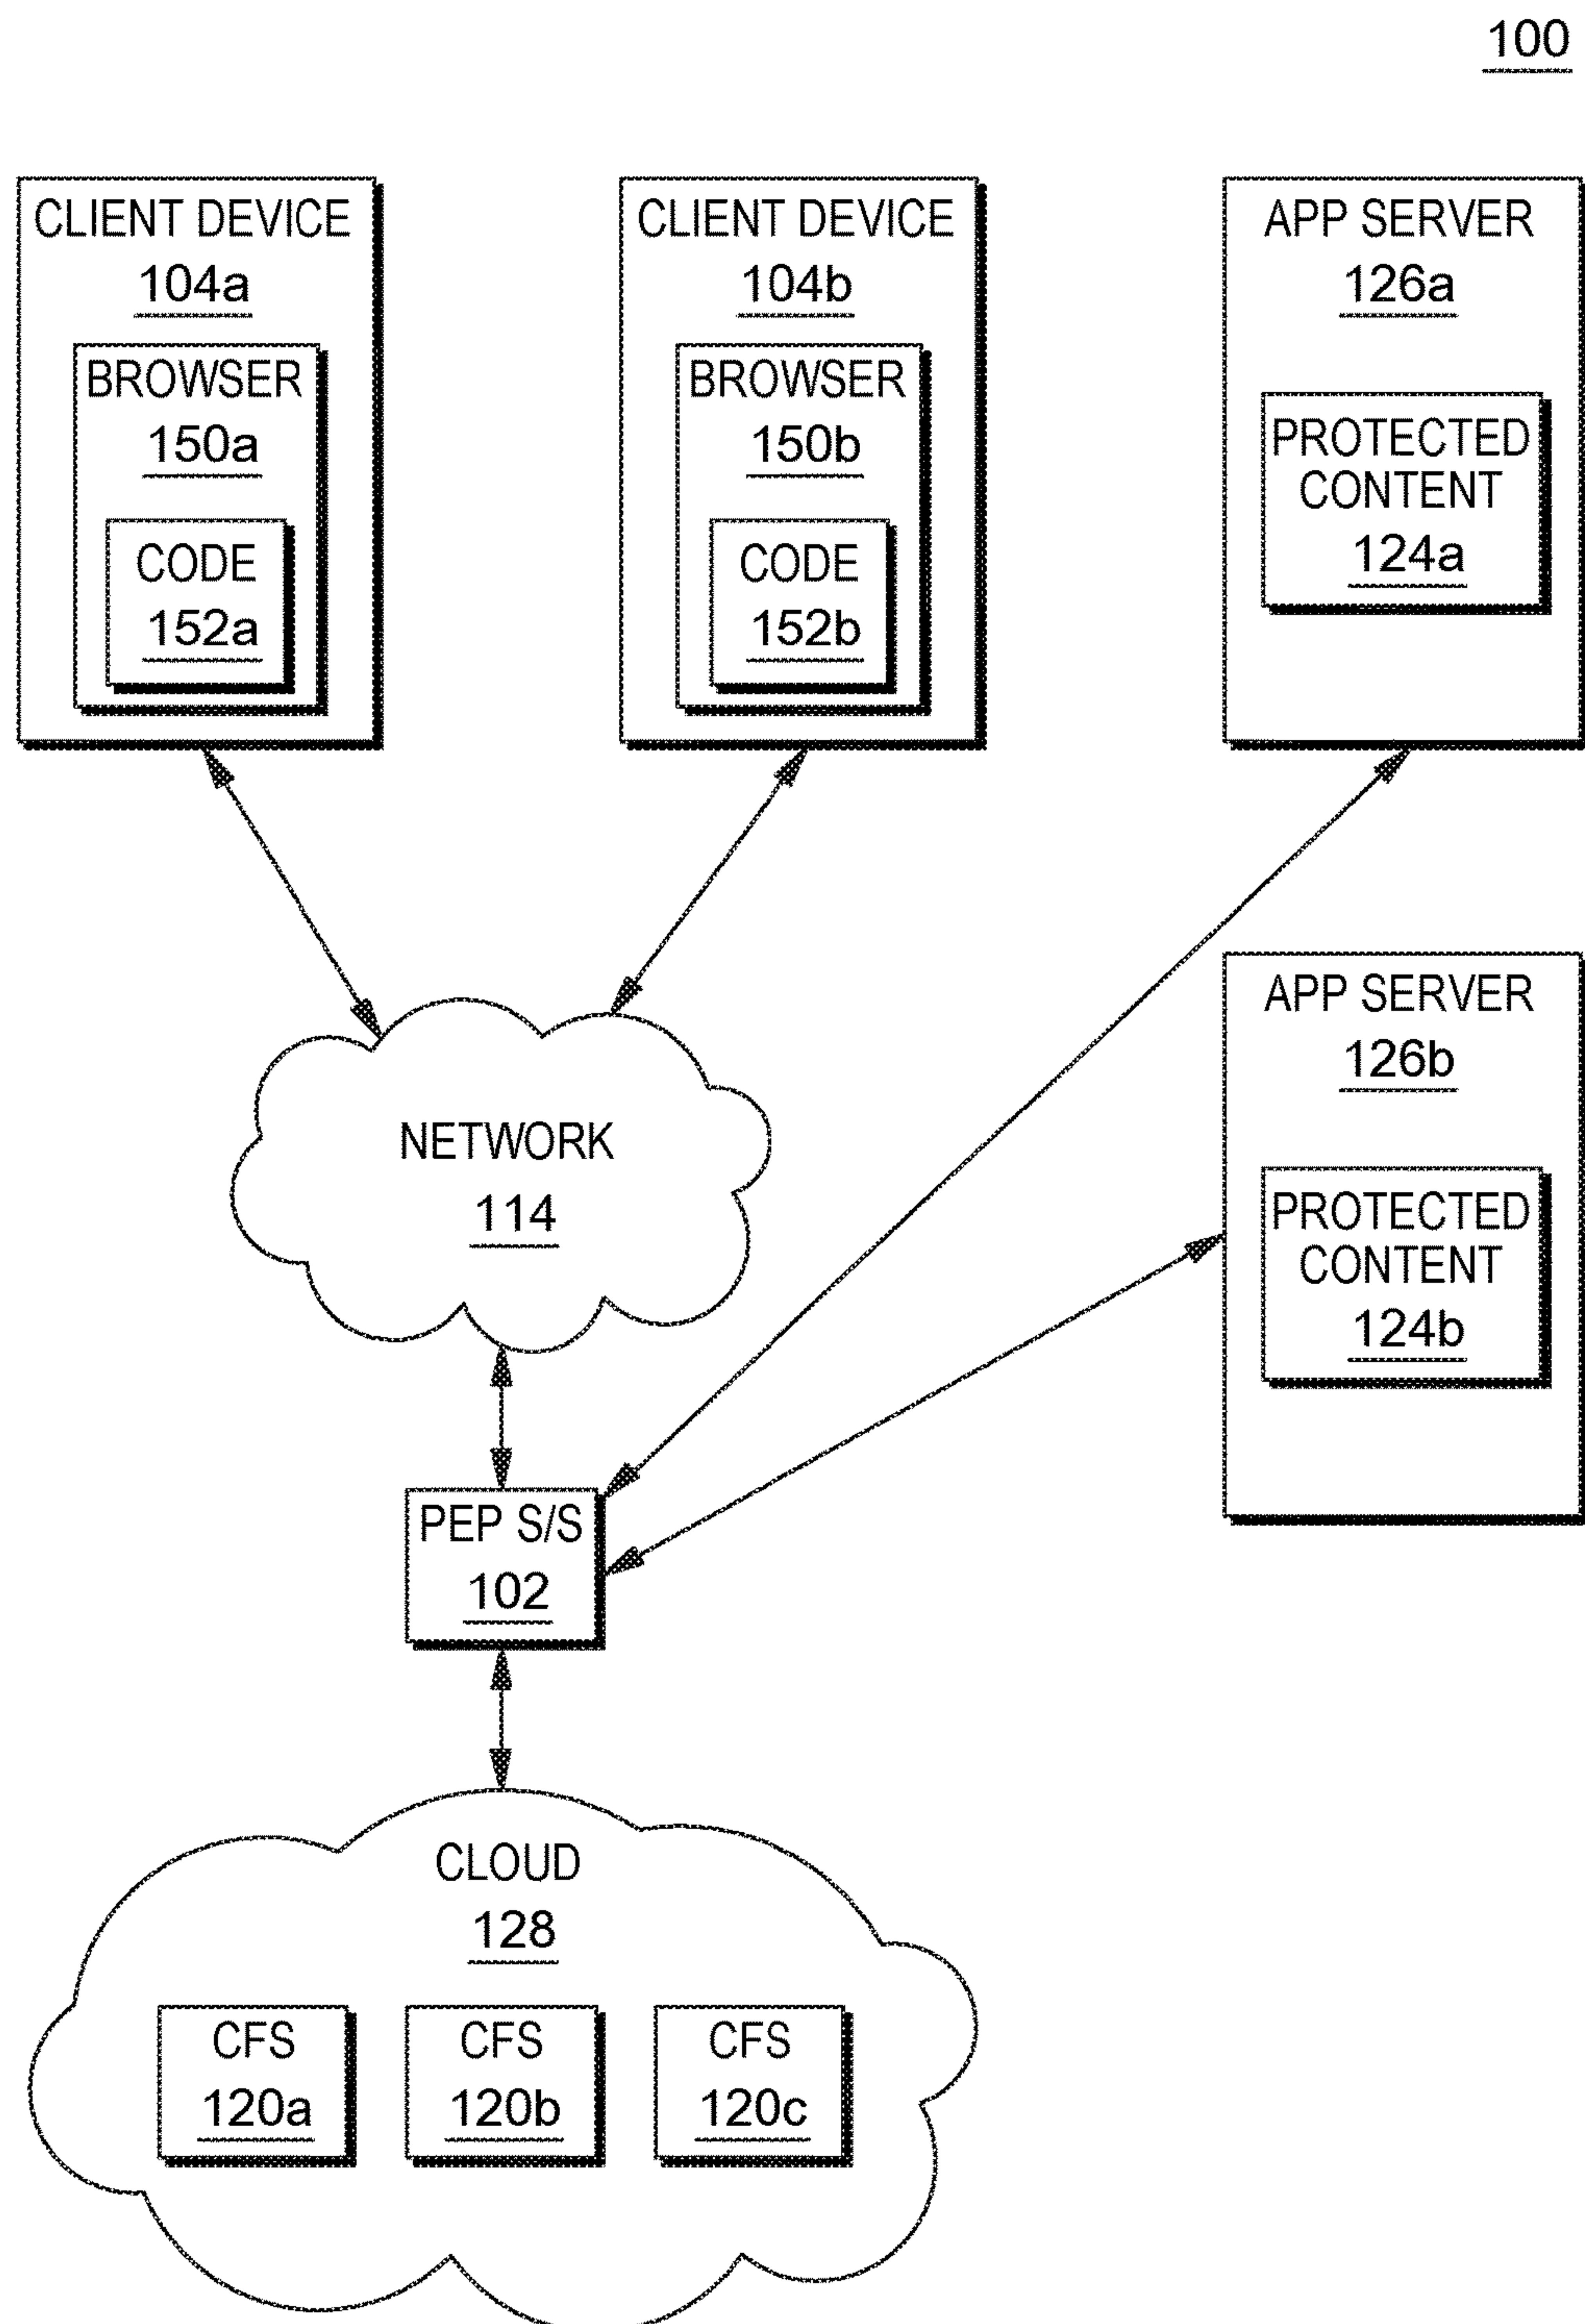 100
CLIENT DEVICE
104a
BROWSER
150a
CODE
152a
CLIENT DEVICE
104b
BROWSER
150b
CODE
152b
APP SERVER
126a
PROTECTED
CONTENT
124a
NETWORK
114
APP SERVER
126b
PROTECTED
CONTENT
124b
PEP S/S
102
CLOUD
128
CFS
120a
CFS
120b
CFS
120c